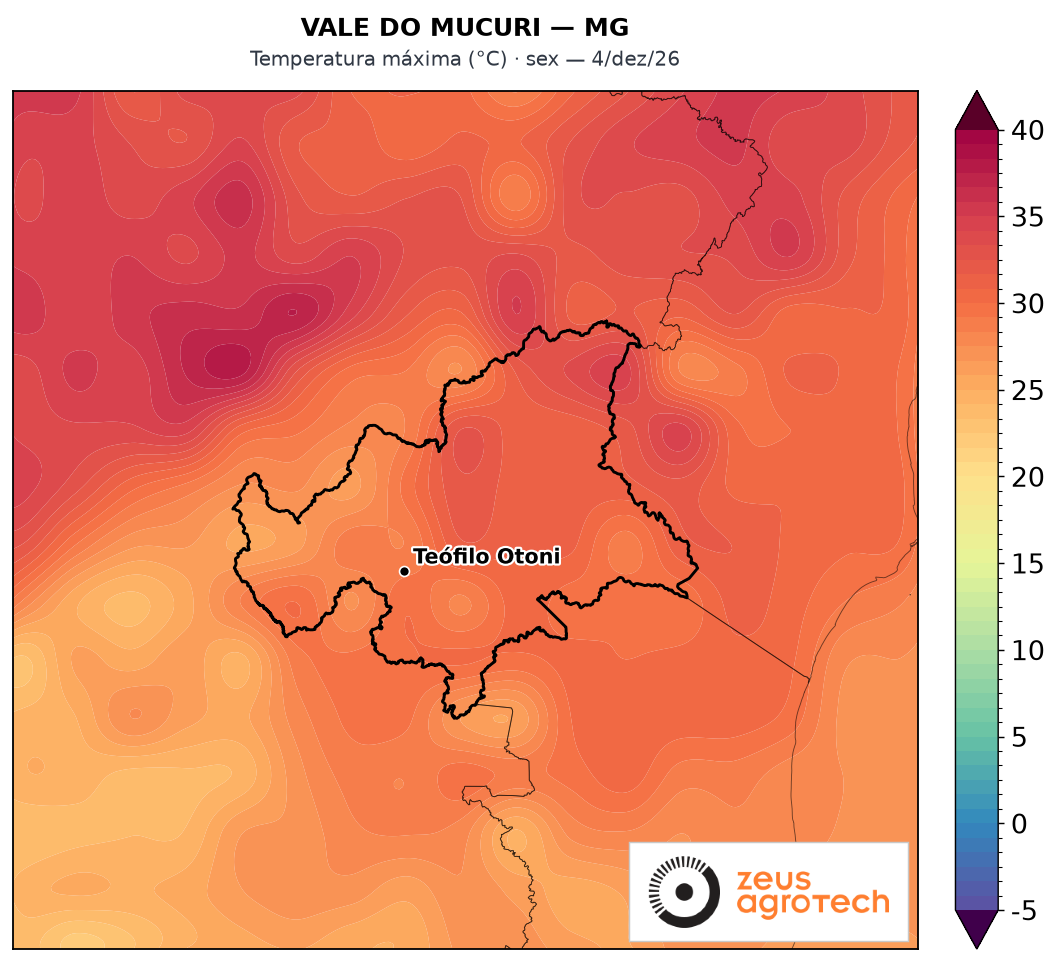 VALE DO MUCURI — MG
Temperatura máxima (°C) · sex — 4/dez/26
40
35
30
25
20
15
10
5
0
-5
Teófilo Otoni
zeus
agrotech